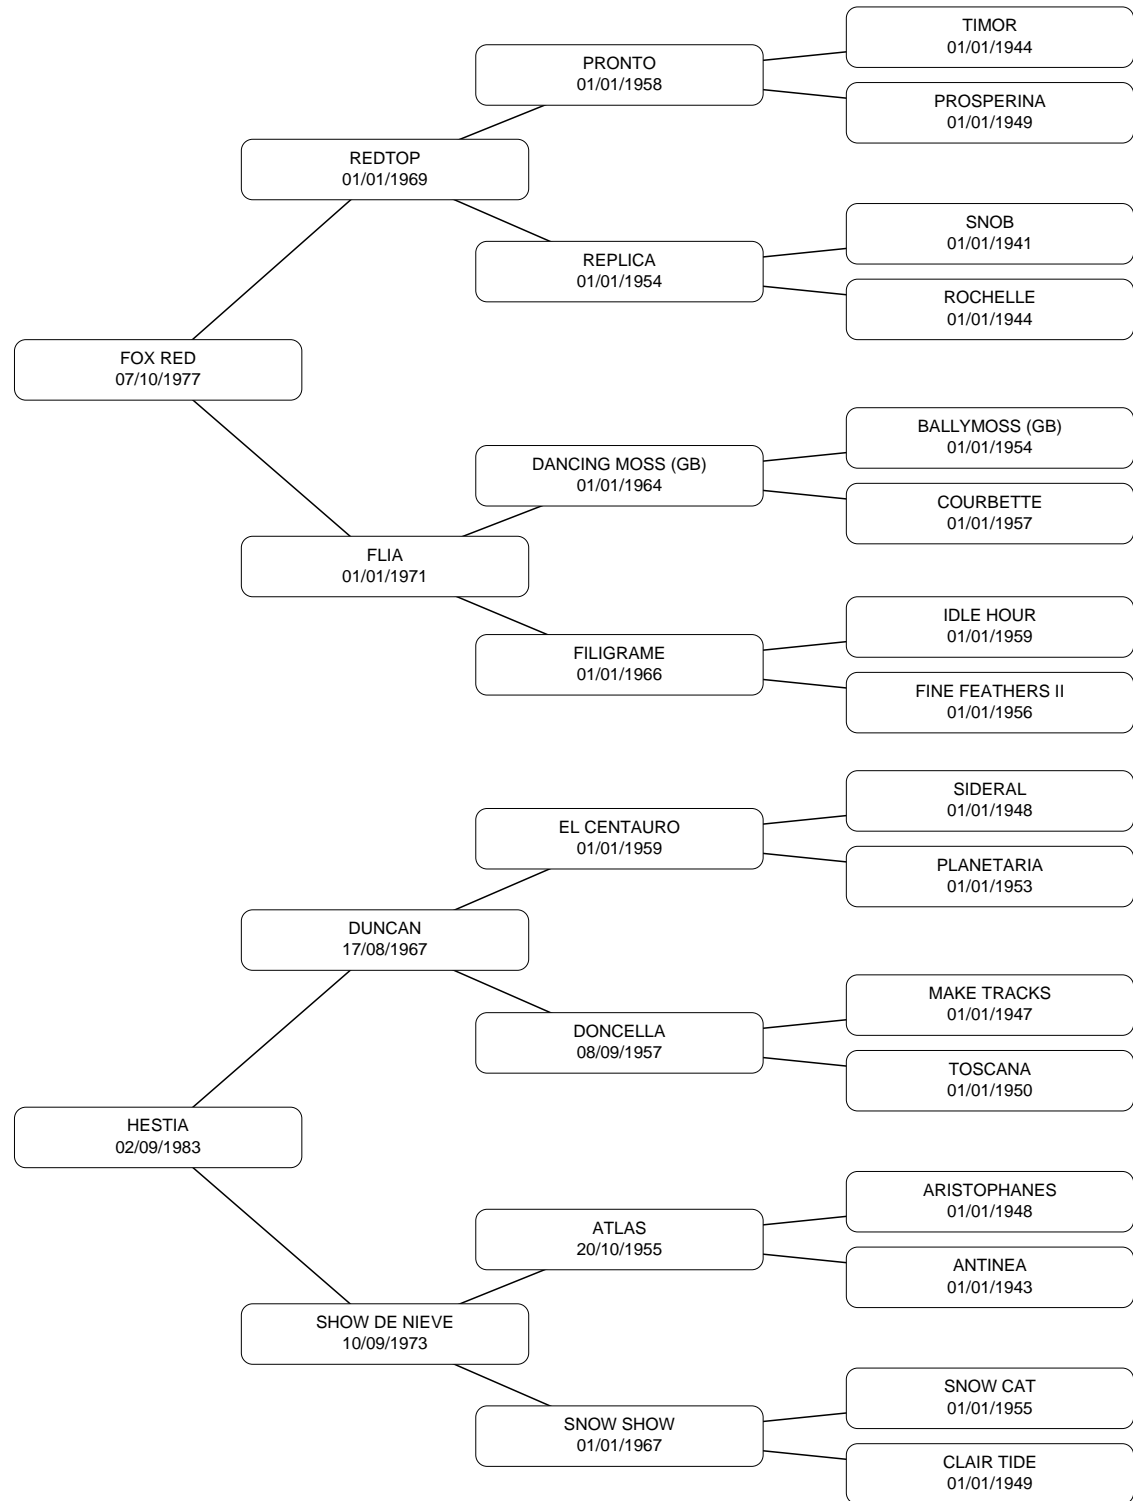 TIMOR
01/01/1944
PRONTO
01/01/1958
PROSPERINA
01/01/1949
REDTOP
01/01/1969
SNOB
01/01/1941
REPLICA
01/01/1954
ROCHELLE
01/01/1944
FOX RED
07/10/1977
BALLYMOSS (GB)
01/01/1954
DANCING MOSS (GB)
01/01/1964
COURBETTE
01/01/1957
FLIA
01/01/1971
IDLE HOUR
01/01/1959
FILIGRAME
01/01/1966
FINE FEATHERS II
01/01/1956
SIDERAL
01/01/1948
EL CENTAURO
01/01/1959
PLANETARIA
01/01/1953
DUNCAN
17/08/1967
MAKE TRACKS
01/01/1947
DONCELLA
08/09/1957
TOSCANA
01/01/1950
HESTIA
02/09/1983
ARISTOPHANES
01/01/1948
ATLAS
20/10/1955
ANTINEA
01/01/1943
SHOW DE NIEVE
10/09/1973
SNOW CAT
01/01/1955
SNOW SHOW
01/01/1967
CLAIR TIDE
01/01/1949